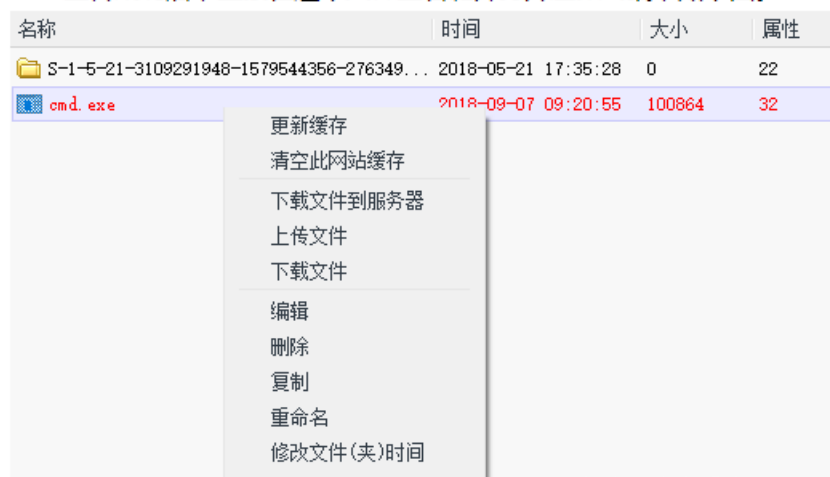 名称 时间 大小 属性
S-1-5-21-3109291948-1579544356-276349... 2018-05-21 17:35:28 0 22
cmd.exe 2018-09-07 09:20:55 100864 32
更新缓存
清空此网站缓存
下载文件到服务器
上传文件
下载文件
编辑
删除
复制
重命名
修改文件(夹)时间